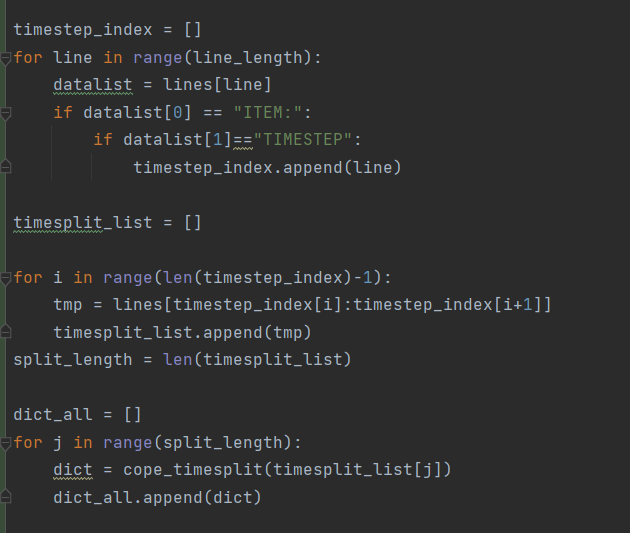 timestep_index = []
for line in range(line_length):
    datalist = lines[line]
    if datalist[0] == "ITEM:":
        if datalist[1]=="TIMESTEP":
            timestep_index.append(line)
timesplit_list = []
for i in range(len(timestep_index)-1):
    tmp = lines[timestep_index[i]:timestep_index[i+1]]
    timesplit_list.append(tmp)
split_length = len(timesplit_list)
dict_all = []
for j in range(split_length):
    dict = cope_timesplit(timesplit_list[j])
    dict_all.append(dict)